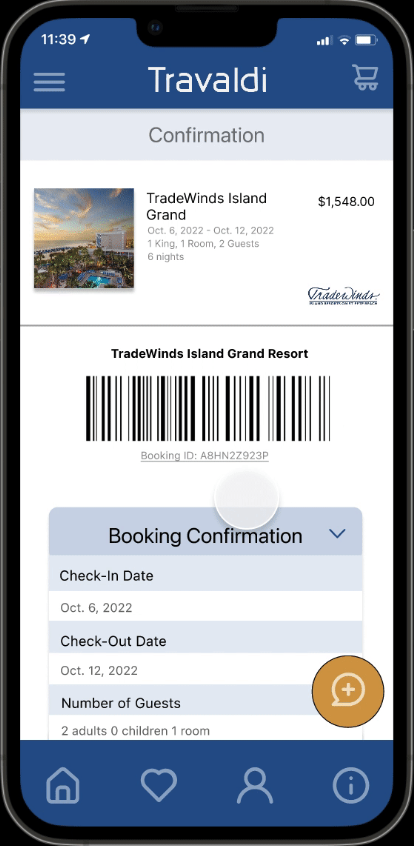 11:39
Travaldi
Confirmation
TradeWinds Island
Grand
$1,548.00
Oct. 6, 2022 - Oct. 12, 2022
1 King, 1 Room, 2 Guests
6 nights
TradeWinds
TradeWinds Island Grand Resort
Booking ID: A8HN2Z923P
Booking Confirmation
Check-In Date
Oct. 6, 2022
Check-Out Date
Oct. 12, 2022
Number of Guests
2 adults 0 children 1 room